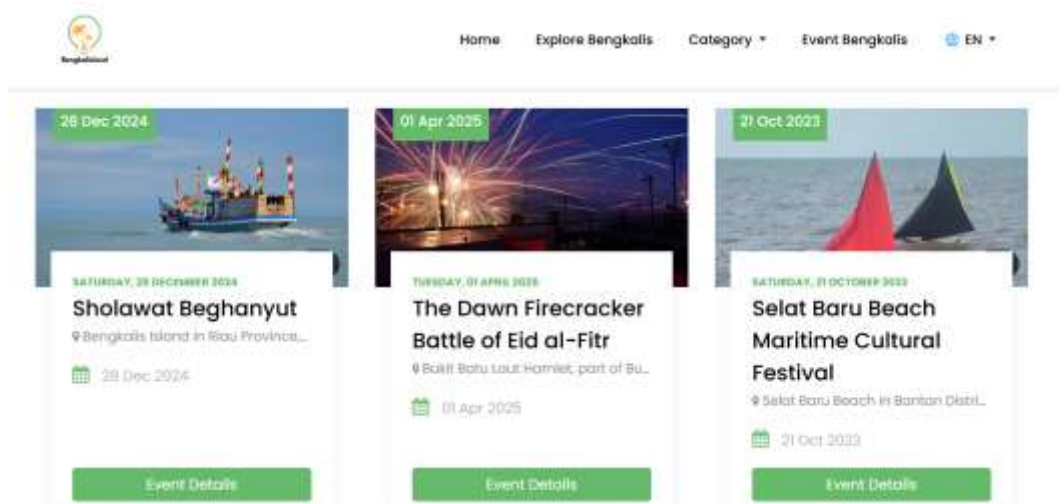 BengkaIsland
Home Explore Bengkalis Category Event Bengkalis EN
28 Dec 2024
SATURDAY, 28 DECEMBER 2024
Sholawat Beghanyut
Bengkalis Island in Riau Province,...
28 Dec 2024
Event Details
01 Apr 2025
TUESDAY, 01 APRIL 2025
The Dawn Firecracker
Battle of Eid al-Fitr
Bukit Batu Laut Hamlet, part of Bu...
01 Apr 2025
Event Details
21 Oct 2023
SATURDAY, 21 OCTOBER 2023
Selat Baru Beach
Maritime Cultural
Festival
Selat Baru Beach in Bantan Distri...
21 Oct 2023
Event Details